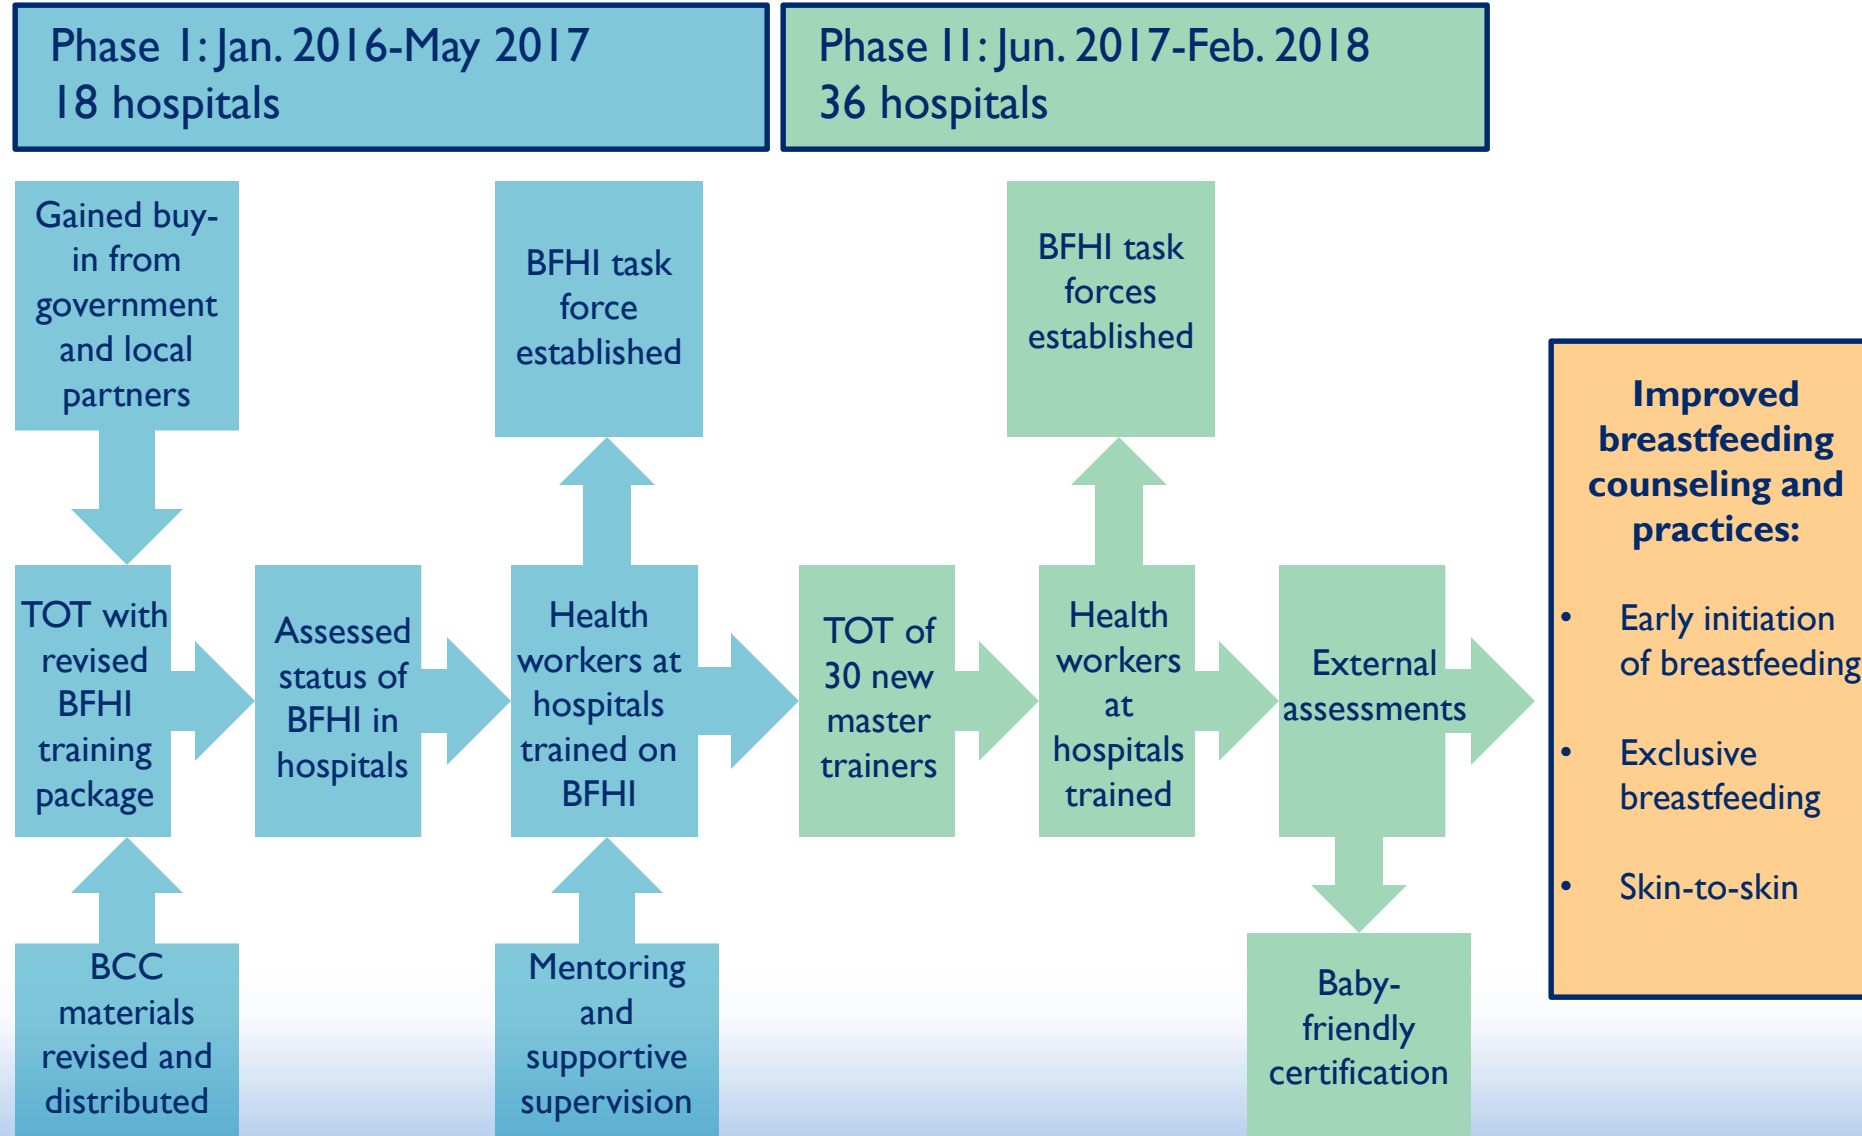 Phase I: Jan. 2016-May 2017
18 hospitals
Phase II: Jun. 2017-Feb. 2018
36 hospitals
Gained buy-
in from
government
and local
partners
BFHI task
force
established
BFHI task
forces
established
TOT with
revised
BFHI
training
package
Assessed
status of
BFHI in
hospitals
Health
workers at
hospitals
trained on
BFHI
TOT of
30 new
master
trainers
Health
workers
at
hospitals
trained
External
assessments
BCC
materials
revised and
distributed
Mentoring
and
supportive
supervision
Baby-
friendly
certification
Improved
breastfeeding
counseling and
practices:
• Early initiation
of breastfeeding
• Exclusive
breastfeeding
• Skin-to-skin